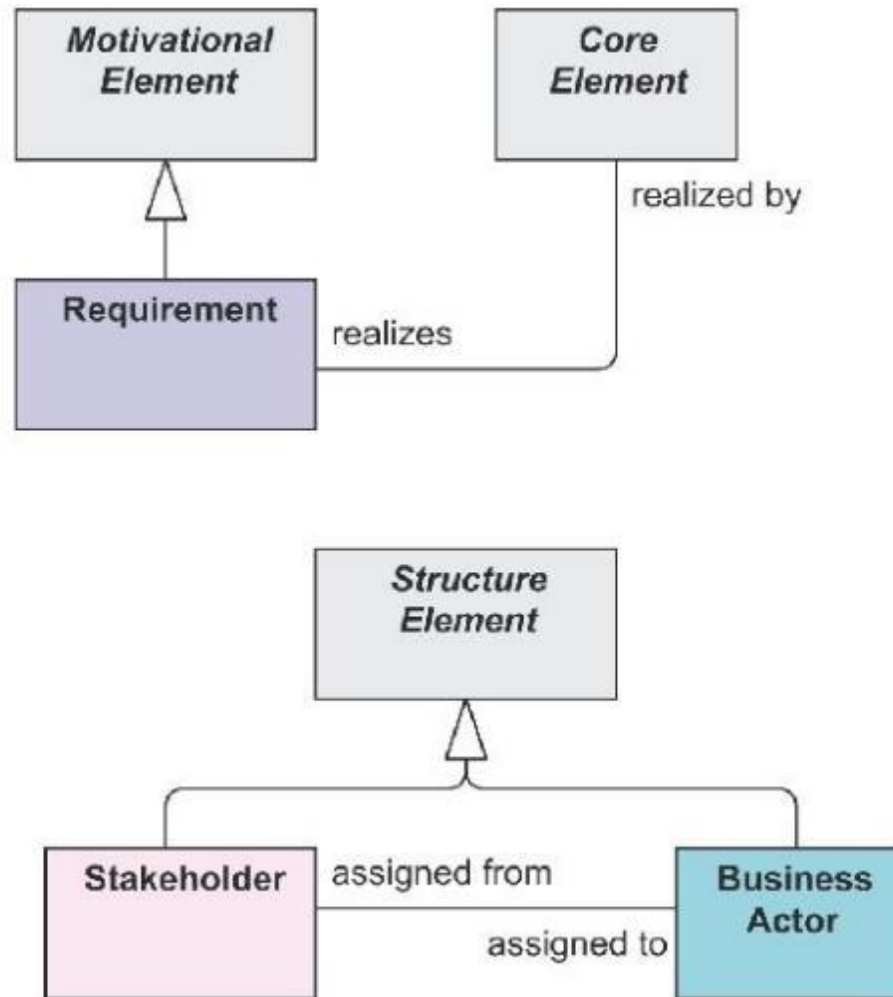 Motivational
Element
Core
Element
realized by
Requirement
realizes
Structure
Element
Stakeholder
assigned from
Business
Actor
assigned to